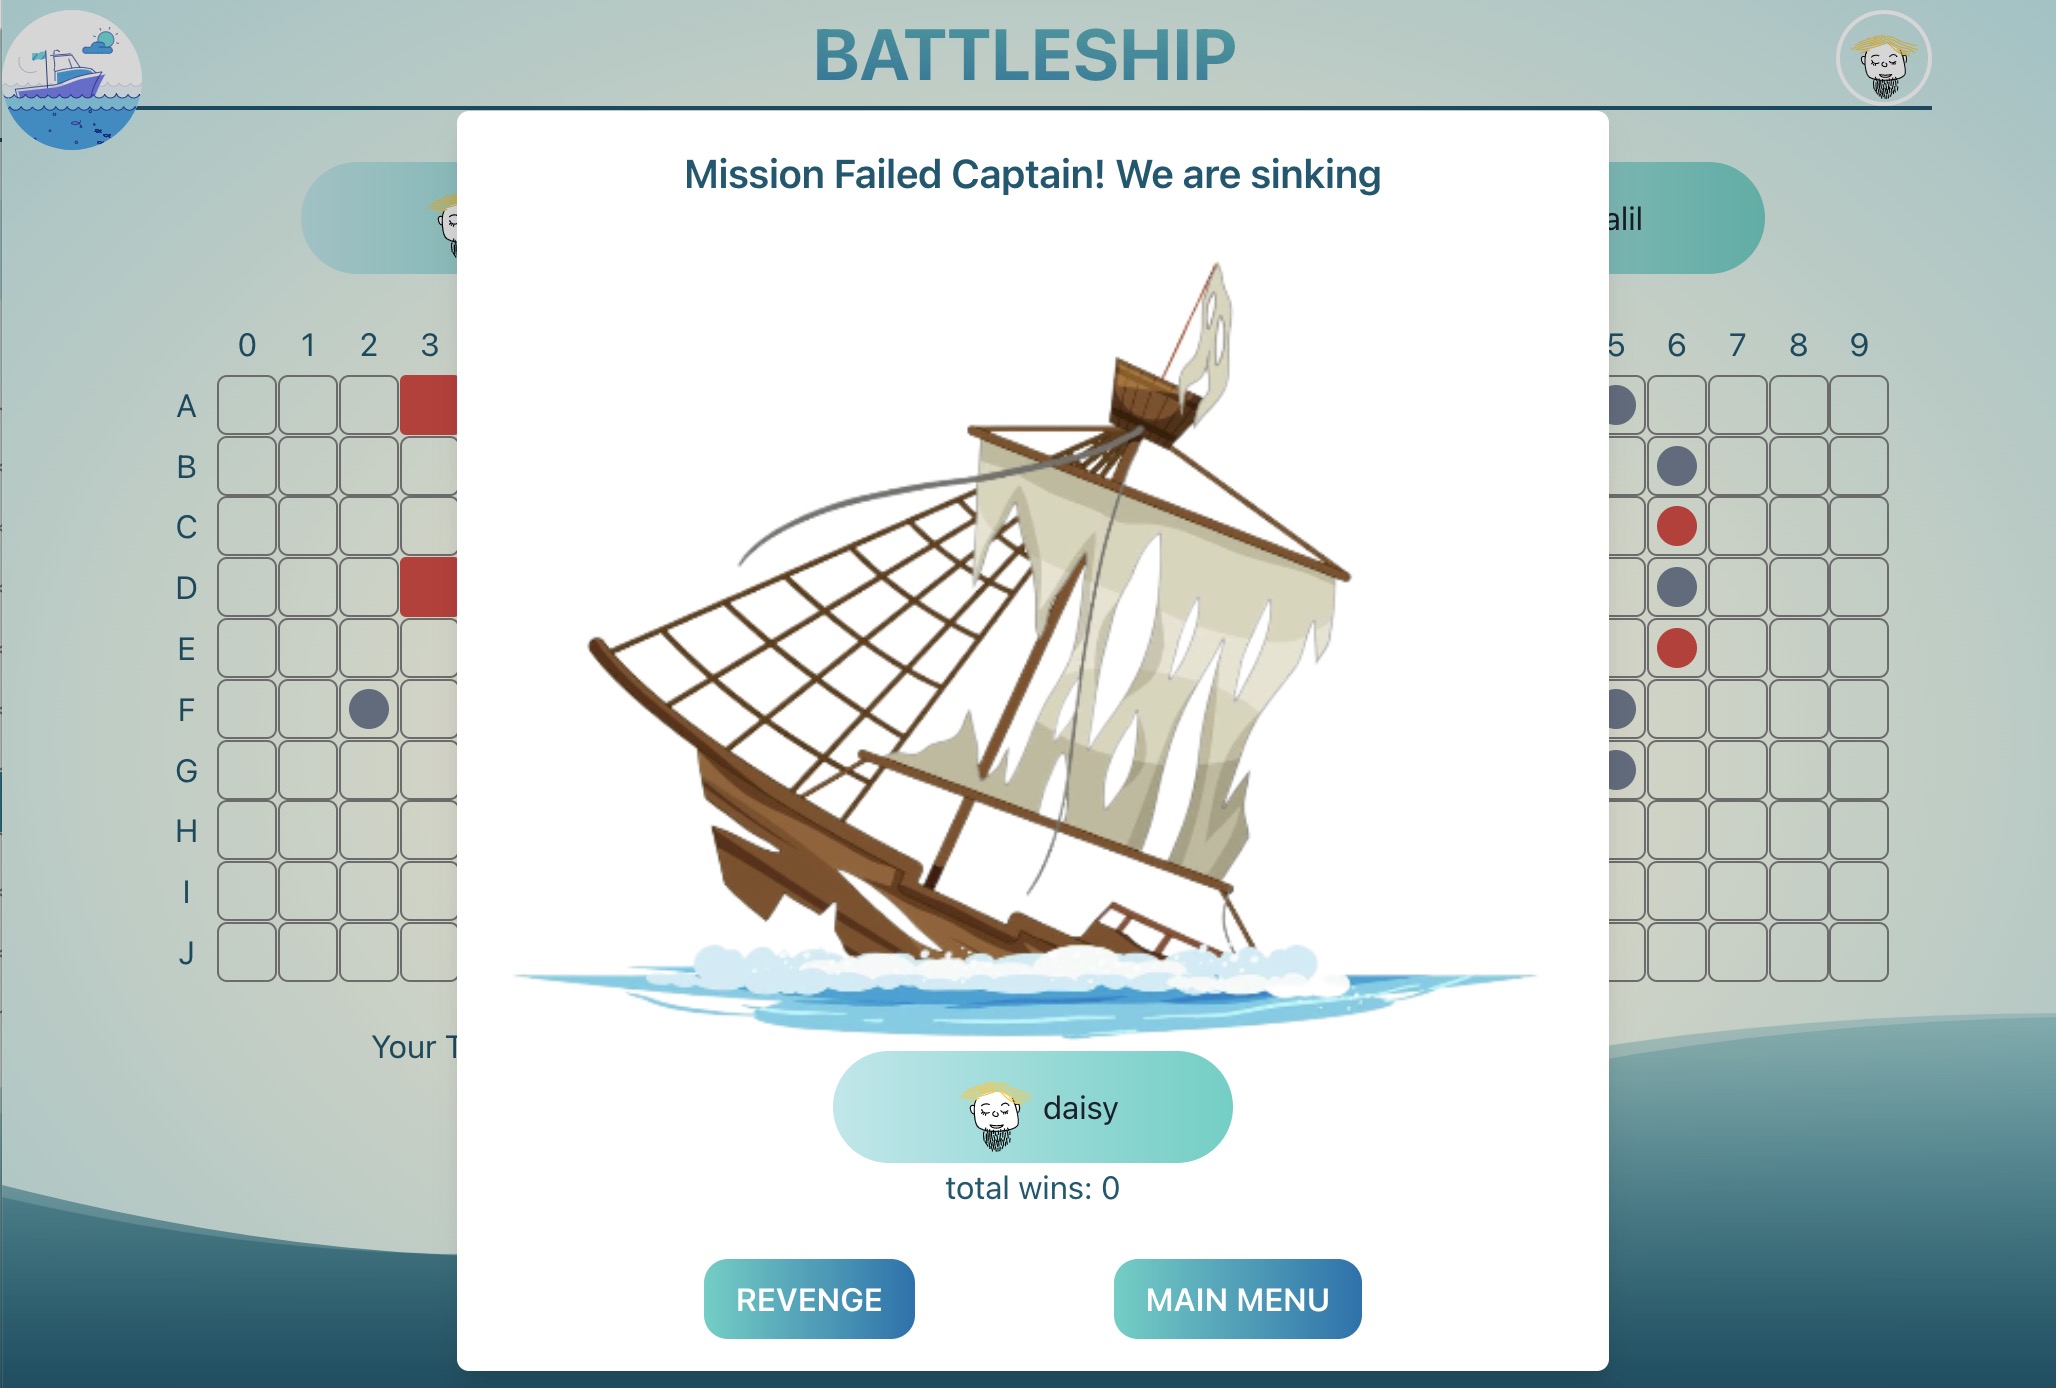 BATTLESHIP
Mission Failed Captain! We are sinking
alil
0 1 2 3
5 6 7 8 9
A
B
C
D
E
F
G
H
I
J
Your T
daisy
total wins: 0
REVENGE
MAIN MENU